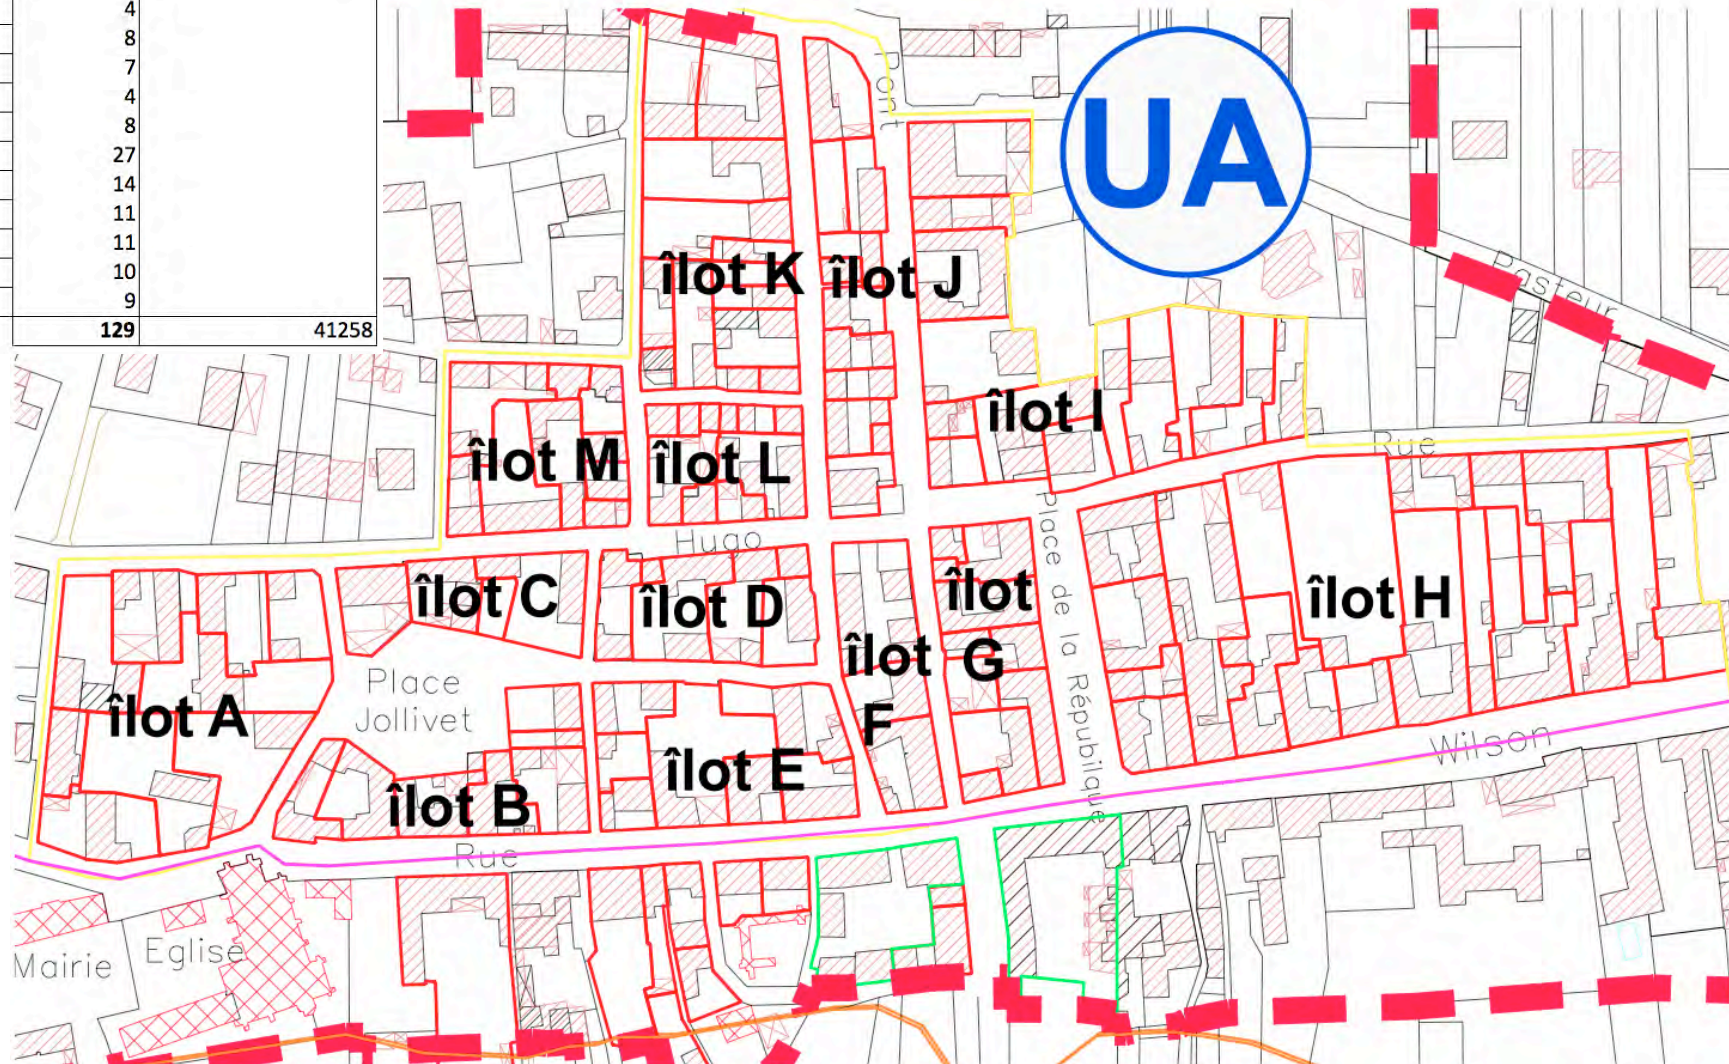 4
8
7
4
8
27
14
11
11
10
9
129 41258
Pont
UA
Pasteur
îlot K
îlot J
îlot I
îlot M
îlot L
Rue
Hugo
Place de la République
îlot C
îlot D
îlot
G
îlot H
îlot
F
Place
Jollivet
îlot A
îlot E
îlot B
Wilson
Rue
Mairie
Eglise